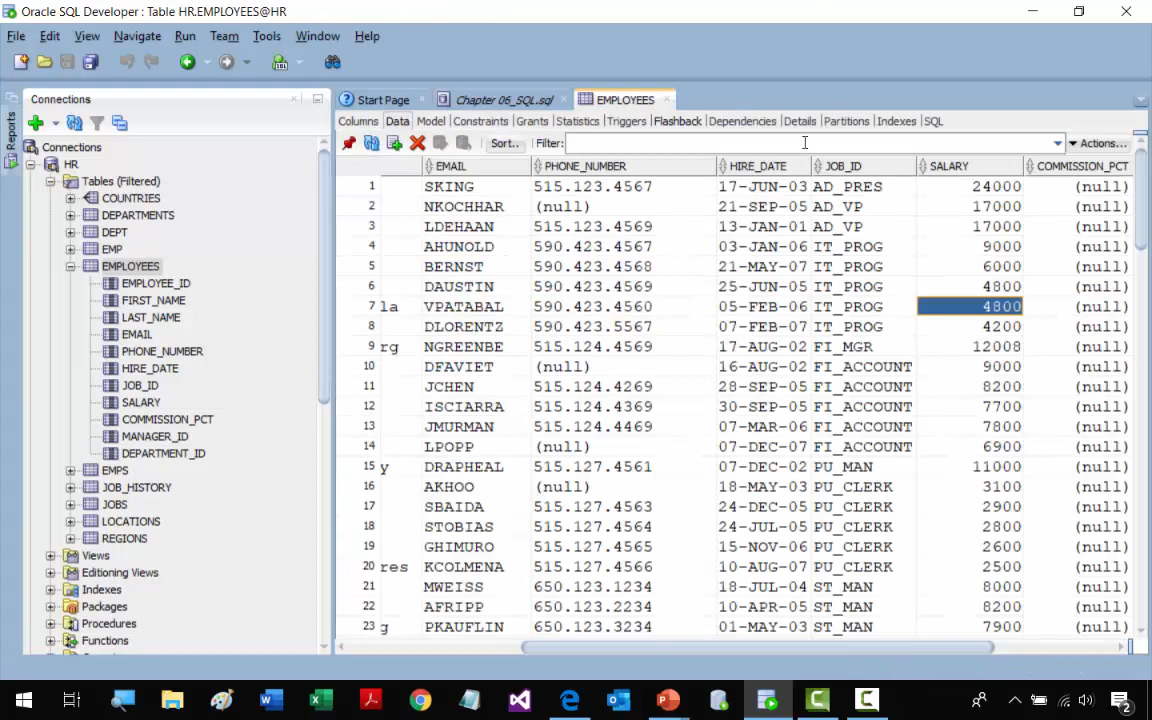 Oracle SQL Developer: Table HR.EMPLOYEES@HR
File Edit View Navigate Run Team Tools Window Help
Connections
Start Page
Chapter 06_SQL.sql
EMPLOYEES
Reports
Columns Data Model Constraints Grants Statistics Triggers Flashback Dependencies Details Partitions Indexes SQL
Sort.. Filter: Actions...
Connections
HR
Tables (Filtered)
COUNTRIES
DEPARTMENTS
DEPT
EMP
EMPLOYEES
EMPLOYEE_ID
FIRST_NAME
LAST_NAME
EMAIL
PHONE_NUMBER
HIRE_DATE
JOB_ID
SALARY
COMMISSION_PCT
MANAGER_ID
DEPARTMENT_ID
EMPS
JOB_HISTORY
JOBS
LOCATIONS
REGIONS
Views
Editioning Views
Indexes
Packages
Procedures
Functions
EMAIL PHONE_NUMBER HIRE_DATE JOB_ID SALARY COMMISSION_PCT
1 SKING 515.123.4567 17-JUN-03 AD_PRES 24000 (null)
2 NKOCHHAR (null) 21-SEP-05 AD_VP 17000 (null)
3 LDEHAAN 515.123.4569 13-JAN-01 AD_VP 17000 (null)
4 AHUNOLD 590.423.4567 03-JAN-06 IT_PROG 9000 (null)
5 BERNST 590.423.4568 21-MAY-07 IT_PROG 6000 (null)
6 DAUSTIN 590.423.4569 25-JUN-05 IT_PROG 4800 (null)
7 la VPATABAL 590.423.4560 05-FEB-06 IT_PROG 4800 (null)
8 DLORENTZ 590.423.5567 07-FEB-07 IT_PROG 4200 (null)
9 rg NGREENBE 515.124.4569 17-AUG-02 FI_MGR 12008 (null)
10 DFAVIET (null) 16-AUG-02 FI_ACCOUNT 9000 (null)
11 JCHEN 515.124.4269 28-SEP-05 FI_ACCOUNT 8200 (null)
12 ISCIARRA 515.124.4369 30-SEP-05 FI_ACCOUNT 7700 (null)
13 JMURMAN 515.124.4469 07-MAR-06 FI_ACCOUNT 7800 (null)
14 LPOPP (null) 07-DEC-07 FI_ACCOUNT 6900 (null)
15 y DRAPHEAL 515.127.4561 07-DEC-02 PU_MAN 11000 (null)
16 AKHOO (null) 18-MAY-03 PU_CLERK 3100 (null)
17 SBAIDA 515.127.4563 24-DEC-05 PU_CLERK 2900 (null)
18 STOBIAS 515.127.4564 24-JUL-05 PU_CLERK 2800 (null)
19 GHIMURO 515.127.4565 15-NOV-06 PU_CLERK 2600 (null)
20 res KCOLMENA 515.127.4566 10-AUG-07 PU_CLERK 2500 (null)
21 MWEISS 650.123.1234 18-JUL-04 ST_MAN 8000 (null)
22 AFRIPP 650.123.2234 10-APR-05 ST_MAN 8200 (null)
23 g PKAUFLIN 650.123.3234 01-MAY-03 ST_MAN 7900 (null)
2